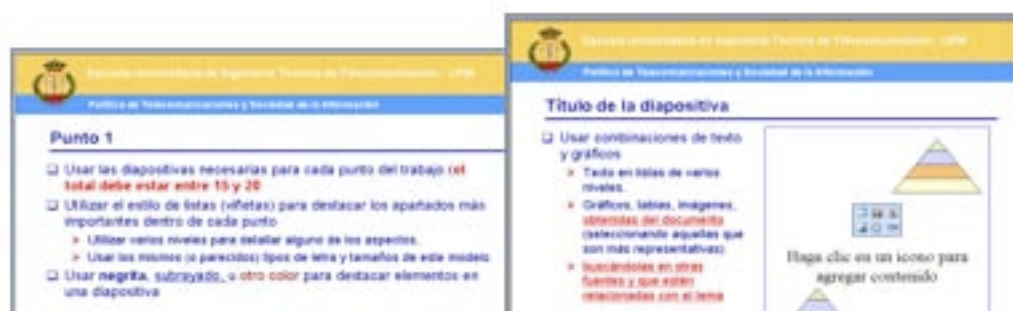 Escuela Universitaria de Ingeniería Técnica de Telecomunicación - UPM
Política de Telecomunicaciones y Sociedad de la Información
Punto 1
Usar las diapositivas necesarias para cada punto del trabajo (el
total debe estar entre 15 y 20
Utilizar el estilo de listas (viñetas) para destacar los apartados más
importantes dentro de cada punto
Utilizar varios niveles para detallar alguno de los aspectos.
Usar los mismos (o parecidos) tipos de letra y tamaños de este modelo
Usar negrita, subrayado, u otro color para destacar elementos en
una diapositiva
Escuela Universitaria de Ingeniería Técnica de Telecomunicación - UPM
Política de Telecomunicaciones y Sociedad de la Información
Título de la diapositiva
Usar combinaciones de texto
y gráficos
Texto en listas de varios
niveles.
Gráficos, tablas, imágenes,
obtenidas del documento
(seleccionando aquellas que
son más representativas)
buscándolas en otras
fuentes y que estén
relacionadas con el tema
Haga clic en un icono para
agregar contenido